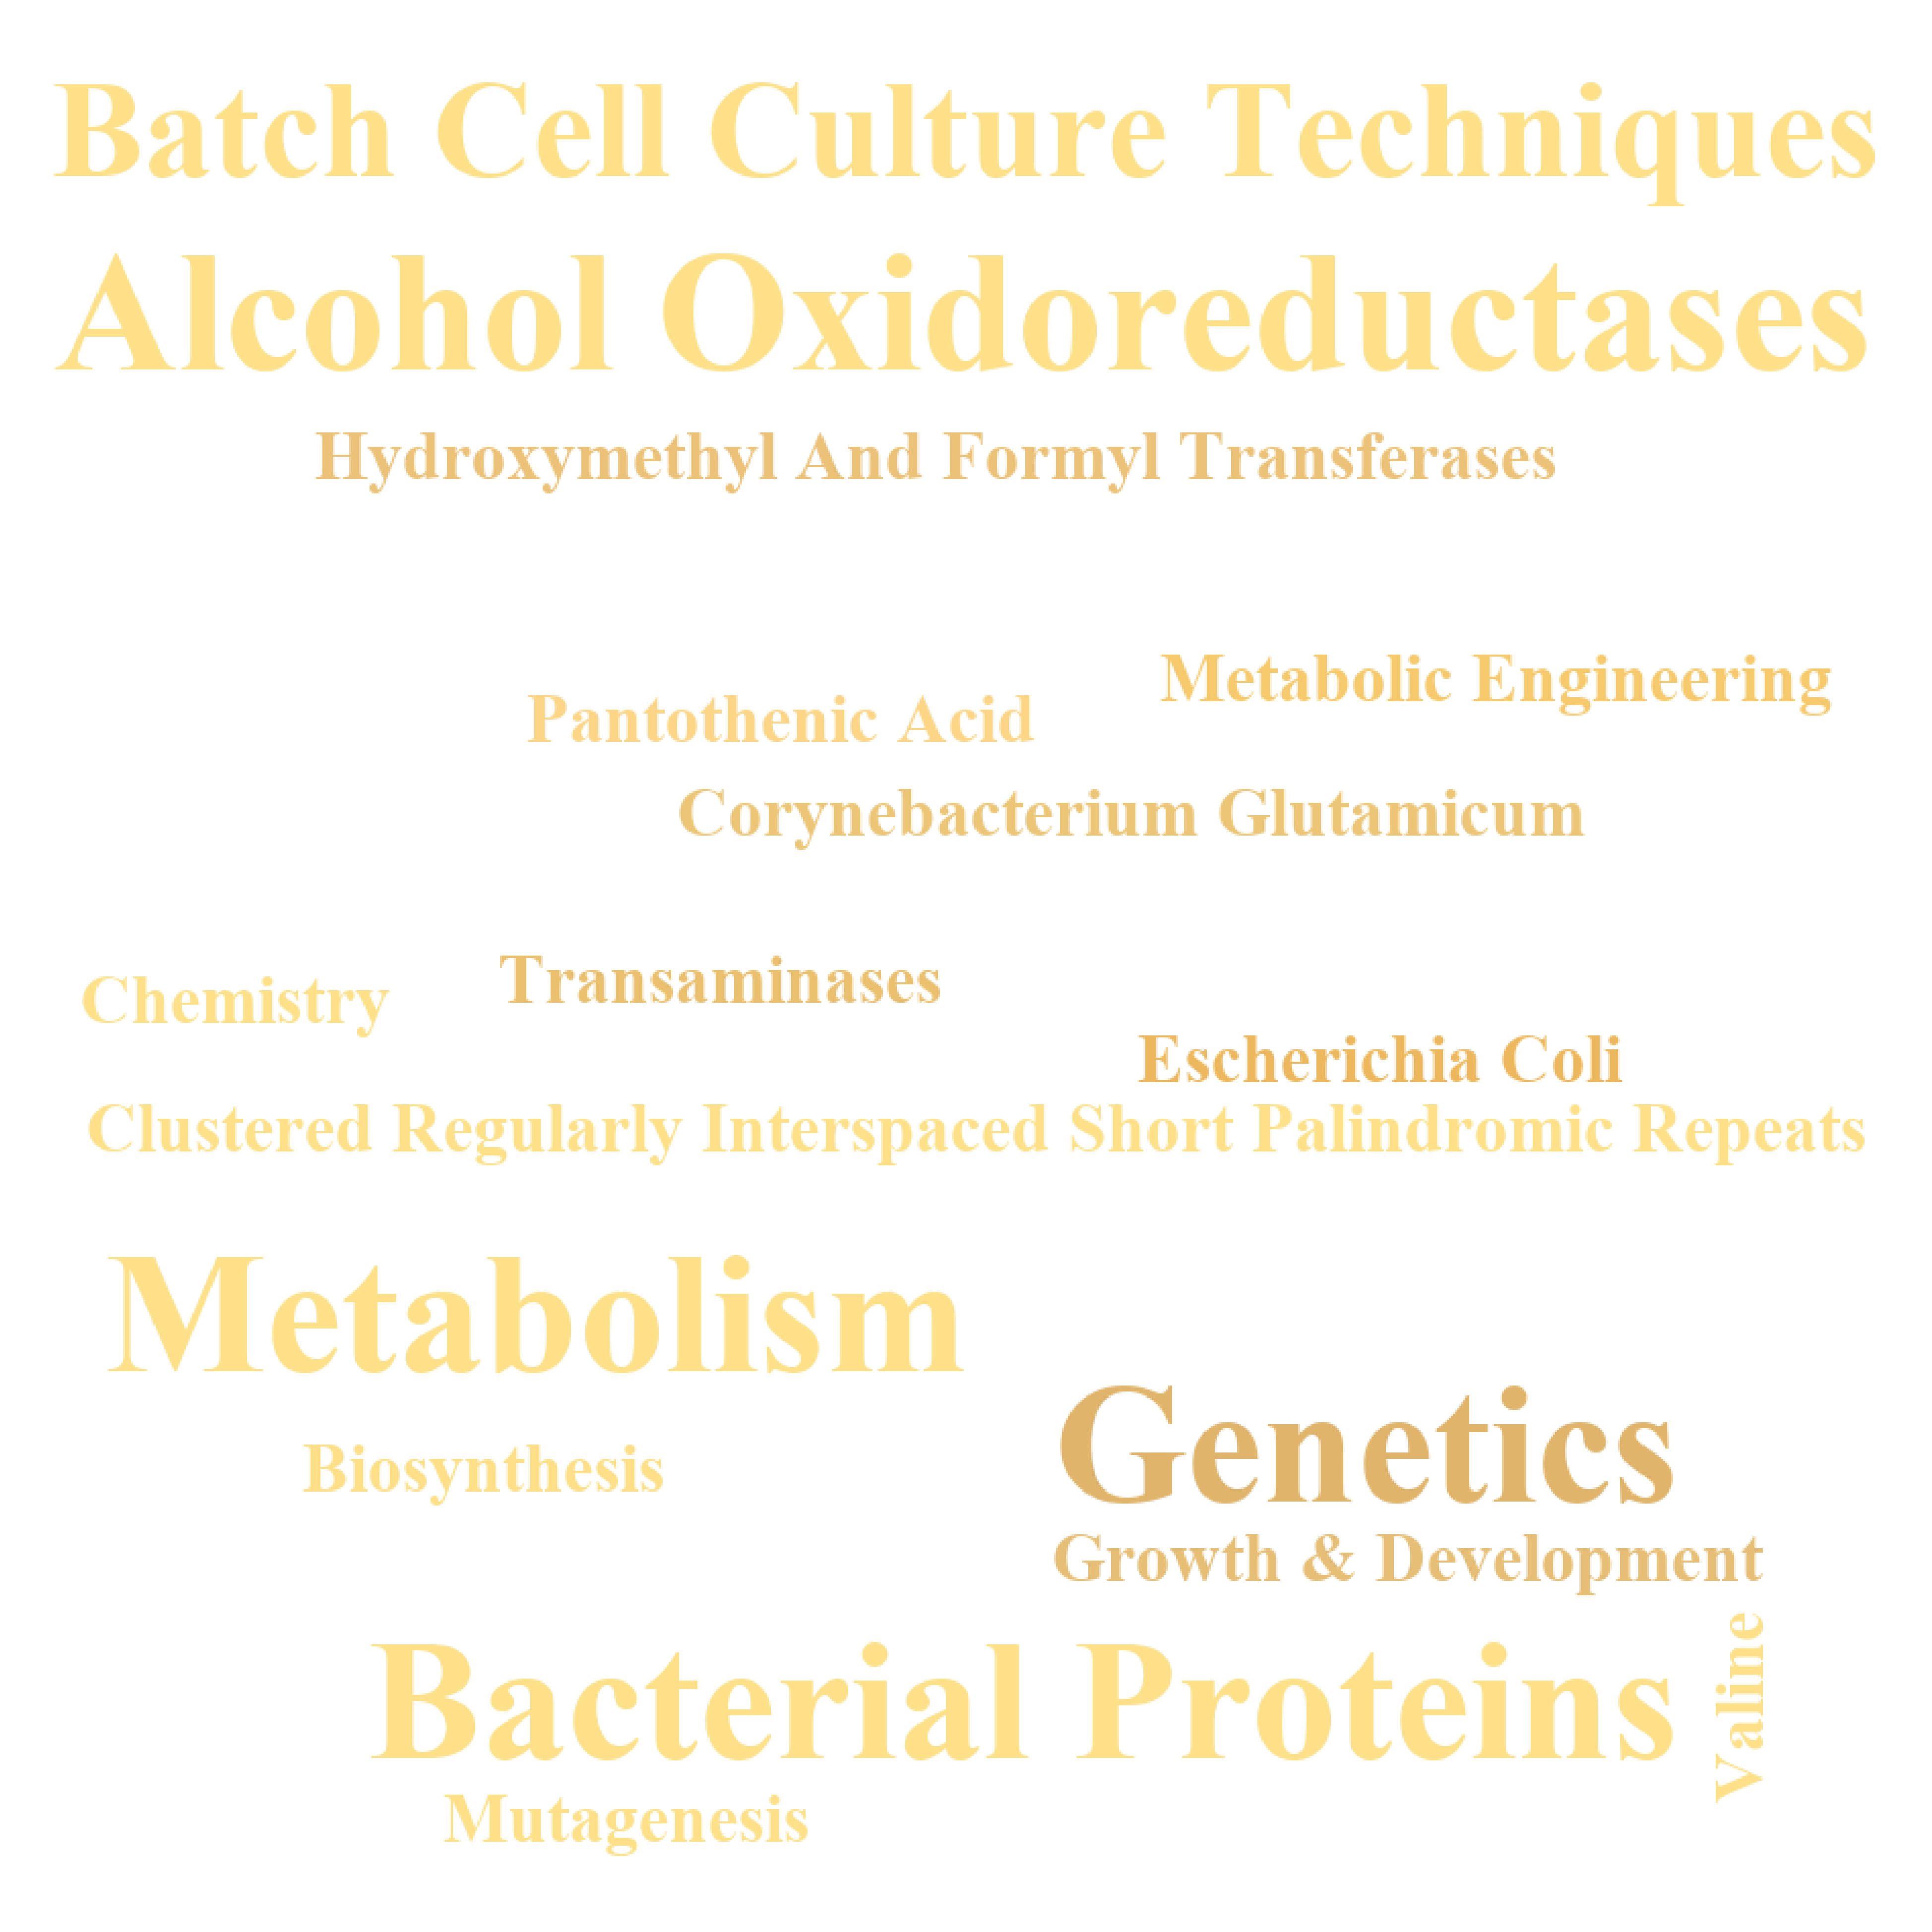 Batch Cell Culture Techniques
Alcohol Oxidoreductases
Hydroxymethyl And Formyl Transferases
Metabolic Engineering
Pantothenic Acid
Corynebacterium Glutamicum
Transaminases
Chemistry
Escherichia Coli
Clustered Regularly Interspaced Short Palindromic Repeats
Metabolism
Genetics
Biosynthesis
Growth & Development
Bacterial Proteins
Valine
Mutagenesis